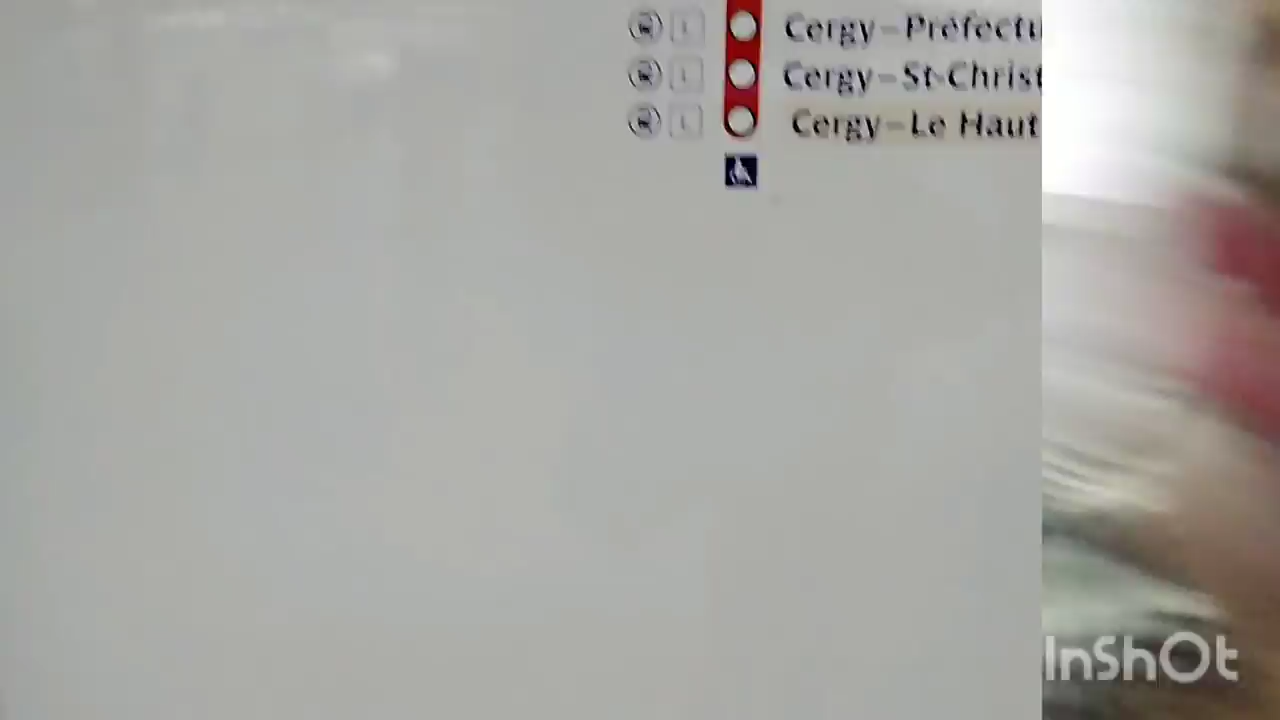 L Cergy–Préfectu
L Cergy–St-Christ
L Cergy–Le Haut
InShOt